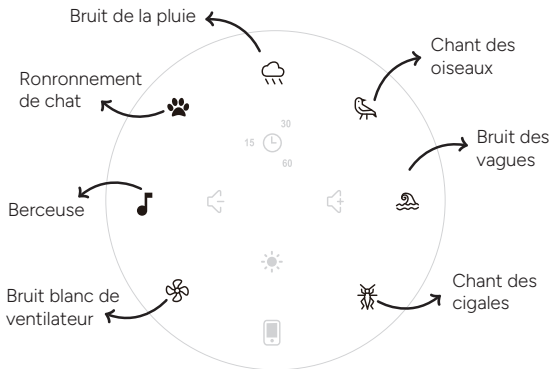 Bruit de la pluie
Chant des
oiseaux
Ronronnement
de chat
30
15
60
Bruit des
vagues
Berceuse
Bruit blanc de
ventilateur
Chant des
cigales